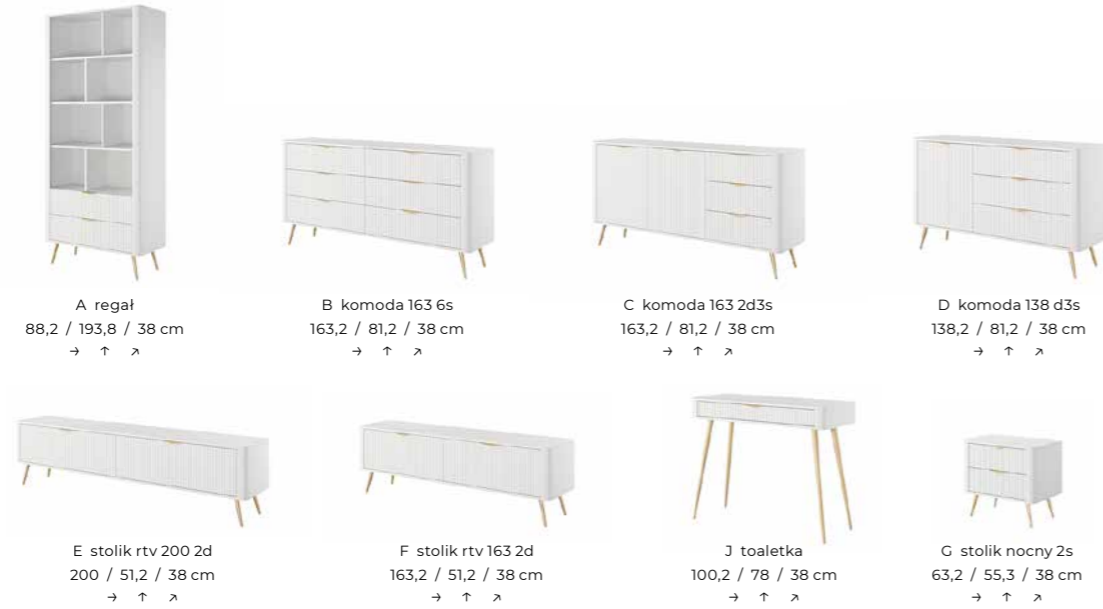 A regał
88,2 / 193,8 / 38 cm
→ ↑ ↗
B komoda 163 6s
163,2 / 81,2 / 38 cm
→ ↑ ↗
C komoda 163 2d3s
163,2 / 81,2 / 38 cm
→ ↑ ↗
D komoda 138 d3s
138,2 / 81,2 / 38 cm
→ ↑ ↗
E stolik rtv 200 2d
200 / 51,2 / 38 cm
→ ↑ ↗
F stolik rtv 163 2d
163,2 / 51,2 / 38 cm
→ ↑ ↗
J toaletka
100,2 / 78 / 38 cm
→ ↑ ↗
G stolik nocny 2s
63,2 / 55,3 / 38 cm
→ ↑ ↗